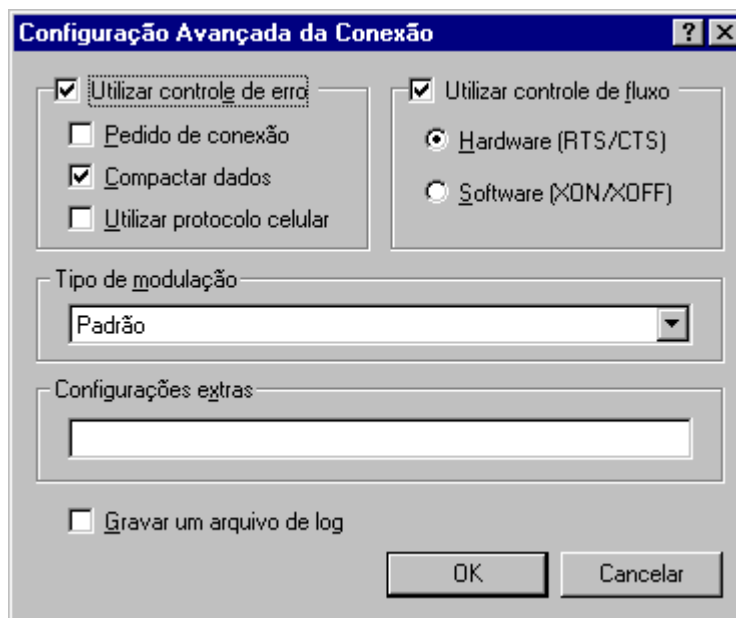 Configuração Avançada da Conexão
Utilizar controle de erro
Pedido de conexão
Compactar dados
Utilizar protocolo celular
Utilizar controle de fluxo
Hardware (RTS/CTS)
Software (XON/XOFF)
Tipo de modulação
Padrão
Configurações extras
Gravar um arquivo de log
OK
Cancelar